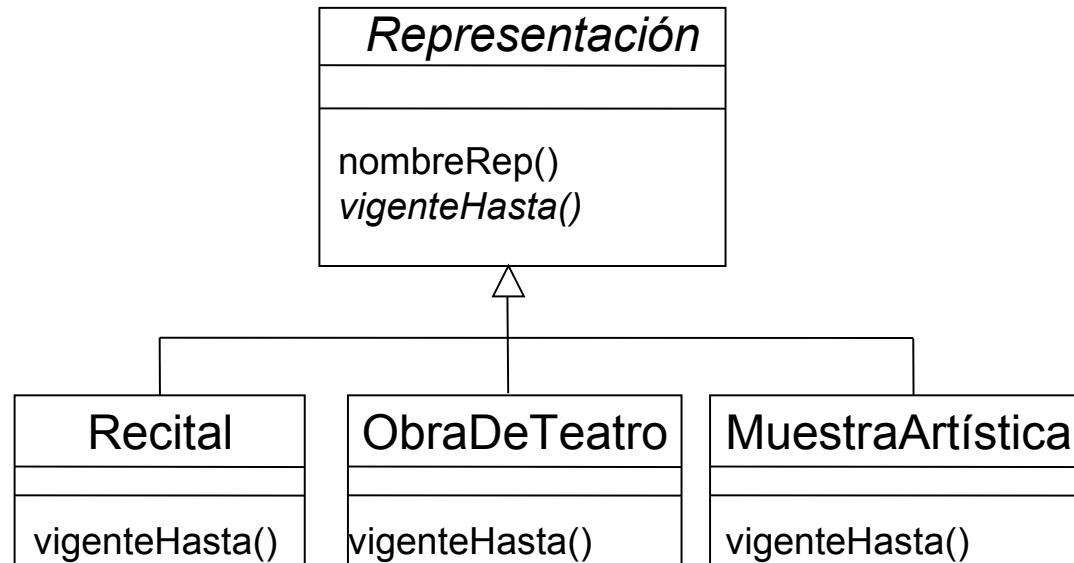 Representación
nombreRep()
vigenteHasta()
Recital
ObraDeTeatro
MuestraArtística
vigenteHasta()
vigenteHasta()
vigenteHasta()